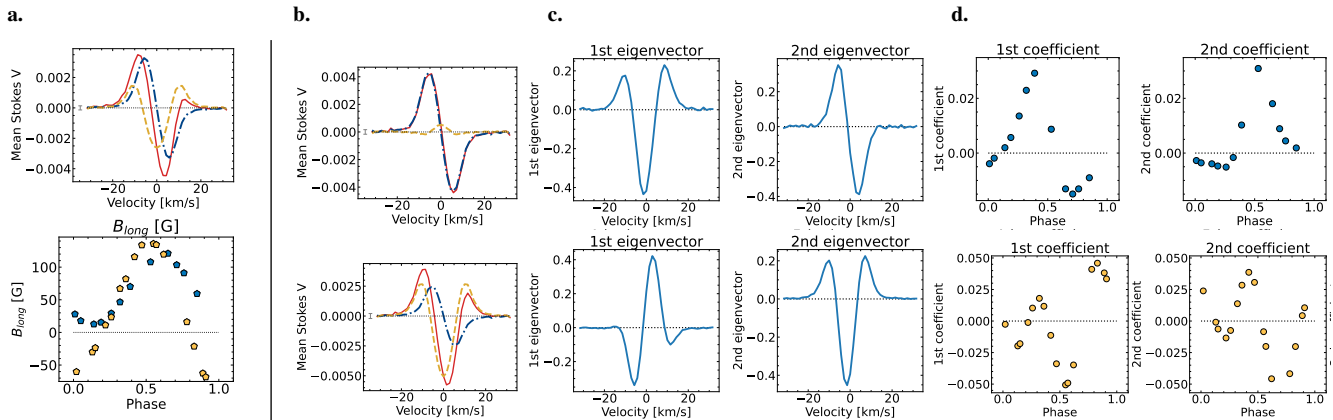 a.
b.
c.
d.
Mean Stokes V
0.002
0.000
−0.002
−0.004
−20
0
20
Velocity [km/s]
B_long [G]
B_long [G]
100
50
0
−50
0.0
0.5
1.0
Phase
Mean Stokes V
0.004
0.002
0.000
−0.002
−0.004
−20
0
20
Velocity [km/s]
Mean Stokes V
0.0025
0.0000
−0.0025
−0.0050
−20
0
20
Velocity [km/s]
1st eigenvector
1st eigenvector
0.2
0.0
−0.2
−0.4
−20
0
20
Velocity [km/s]
2nd eigenvector
2nd eigenvector
0.2
0.0
−0.2
−0.4
−20
0
20
Velocity [km/s]
1st eigenvector
1st eigenvector
0.4
0.2
0.0
−0.2
−20
0
20
Velocity [km/s]
2nd eigenvector
2nd eigenvector
0.2
0.0
−0.2
−0.4
−20
0
20
Velocity [km/s]
1st coefficient
1st coefficient
0.02
0.00
0.0
0.5
1.0
Phase
2nd coefficient
2nd coefficient
0.02
0.00
0.0
0.5
1.0
Phase
1st coefficient
1st coefficient
0.050
0.025
0.000
−0.025
−0.050
0.0
0.5
1.0
Phase
2nd coefficient
2nd coefficient
0.050
0.025
0.000
−0.025
−0.050
0.0
0.5
1.0
Phase